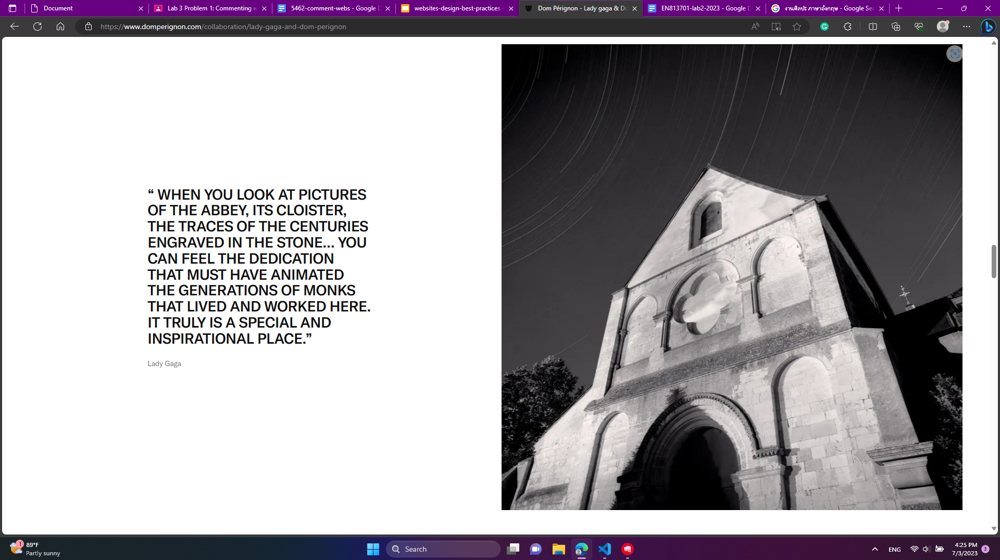 Document
Lab 3 Problem 1: Commenting w
5462-comment-webs - Google D
websites-design-best-practices -
Dom Pérignon - Lady gaga & Do
EN813701-lab2-2023 - Google D
งานศิลปะ ภาษาอังกฤษ - Google Sea
https://www.domperignon.com/collaboration/lady-gaga-and-dom-perignon
“ WHEN YOU LOOK AT PICTURES
OF THE ABBEY, ITS CLOISTER,
THE TRACES OF THE CENTURIES
ENGRAVED IN THE STONE... YOU
CAN FEEL THE DEDICATION
THAT MUST HAVE ANIMATED
THE GENERATIONS OF MONKS
THAT LIVED AND WORKED HERE.
IT TRULY IS A SPECIAL AND
INSPIRATIONAL PLACE.”
Lady Gaga
1
89°F
Partly sunny
Search
ENG
4:25 PM
7/3/2023
3